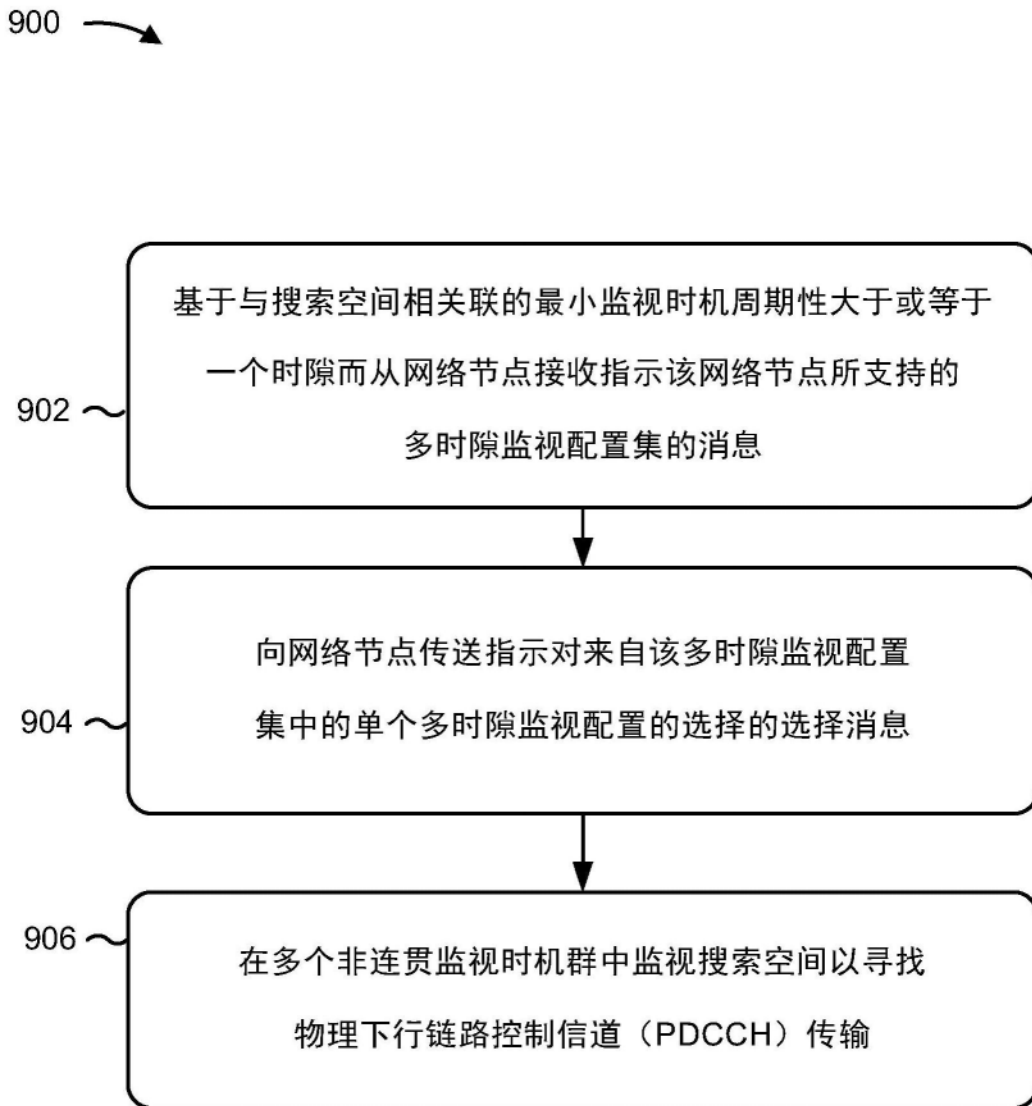 900
基于与搜索空间相关联的最小监视时机周期性大于或等于
一个时隙而从网络节点接收指示该网络节点所支持的
902
多时隙监视配置集的消息
向网络节点传送指示对来自该多时隙监视配置
904
集中的单个多时隙监视配置的选择的选择消息
906
在多个非连贯监视时机群中监视搜索空间以寻找
物理下行链路控制信道（PDCCH）传输